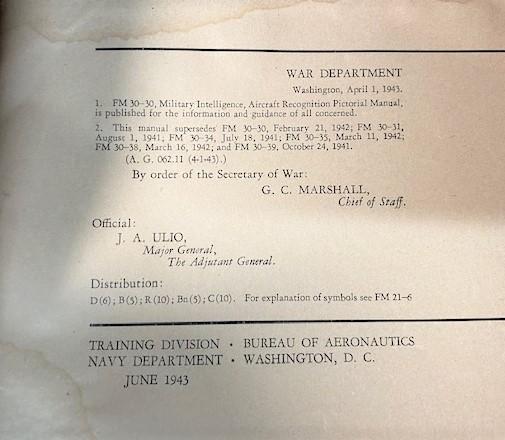 WAR DEPARTMENT
Washington, April 1, 1943.
1. FM 30–30, Military Intelligence, Aircraft Recognition Pictorial Manual,
is published for the information and guidance of all concerned.
2. This manual supersedes FM 30–30, February 21, 1942; FM 30–31,
August 1, 1941; FM 30–34, July 18, 1941; FM 30–35, March 11, 1942;
FM 30–38, March 16, 1942; and FM 30–39, October 24, 1941.
(A. G. 062.11 (4-1-43).)
By order of the Secretary of War:
G. C. MARSHALL,
Chief of Staff.
Official:
J. A. ULIO,
Major General,
The Adjutant General.
Distribution:
D(6); B(5); R(10); Bn(5); C(10). For explanation of symbols see FM 21–6
TRAINING DIVISION · BUREAU OF AERONAUTICS
NAVY DEPARTMENT · WASHINGTON, D. C.
JUNE 1943